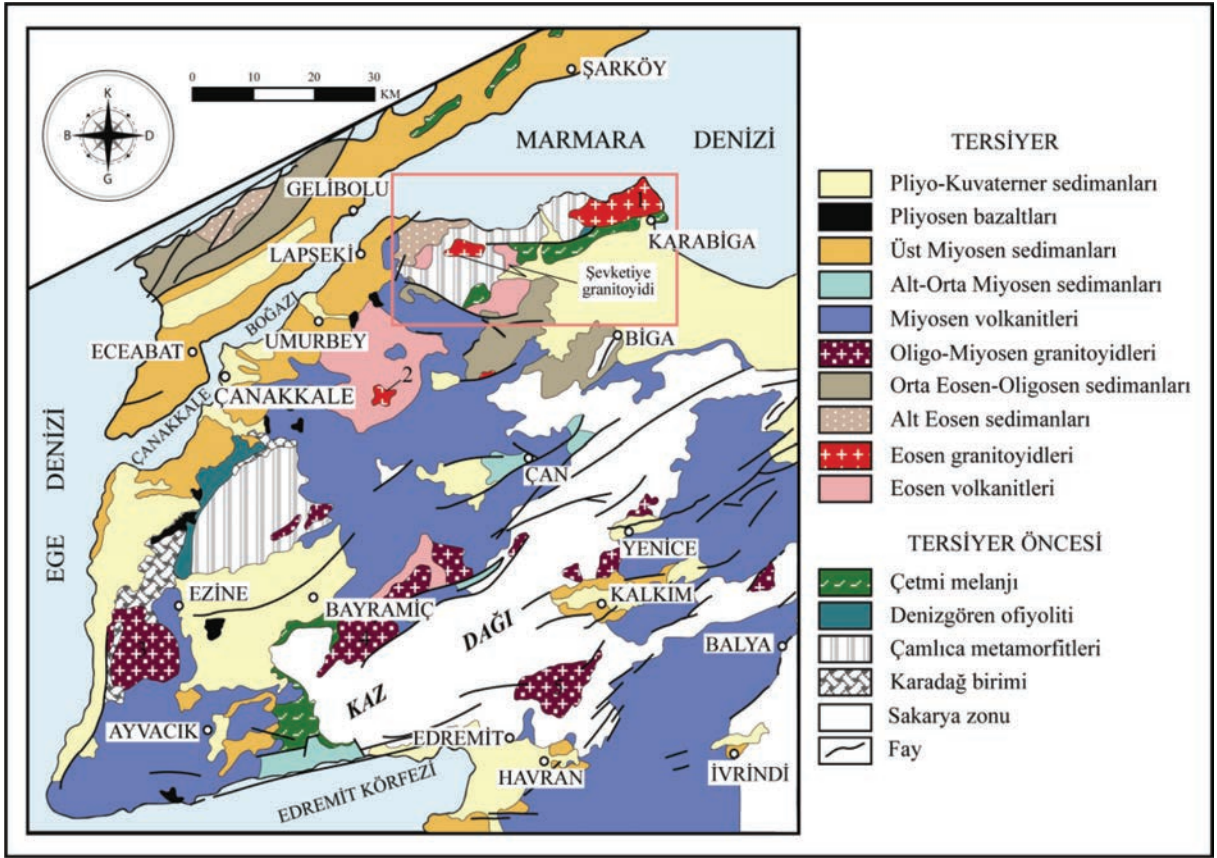 ŞARKÖY
0 10 20 30
KM
K
B D
G
MARMARA DENİZİ
GELİBOLU
1
KARABİGA
LAPSEKİ
Şevketiye
granitoyidi
BOĞAZI
UMURBEY
BİGA
ECEABAT
2
ÇANAKKALE
ÇANAKKALE
EGE DENİZİ
ÇAN
YENİCE
EZİNE
BAYRAMİÇ
KALKIM
DAĞI
BALYA
KAZ
AYVACIK
EDREMİT
HAVRAN
İVRİNDİ
EDREMİT KÖRFEZİ
TERSİYER
Pliyo-Kuvaterner sedimanları
Pliyosen bazaltları
Üst Miyosen sedimanları
Alt-Orta Miyosen sedimanları
Miyosen volkanitleri
Oligo-Miyosen granitoyidleri
Orta Eosen-Oligosen sedimanları
Alt Eosen sedimanları
Eosen granitoyidleri
Eosen volkanitleri
TERSİYER ÖNCESİ
Çetmi melanjı
Denizgören ofiyoliti
Çamlıca metamorfitleri
Karadağ birimi
Sakarya zonu
Fay